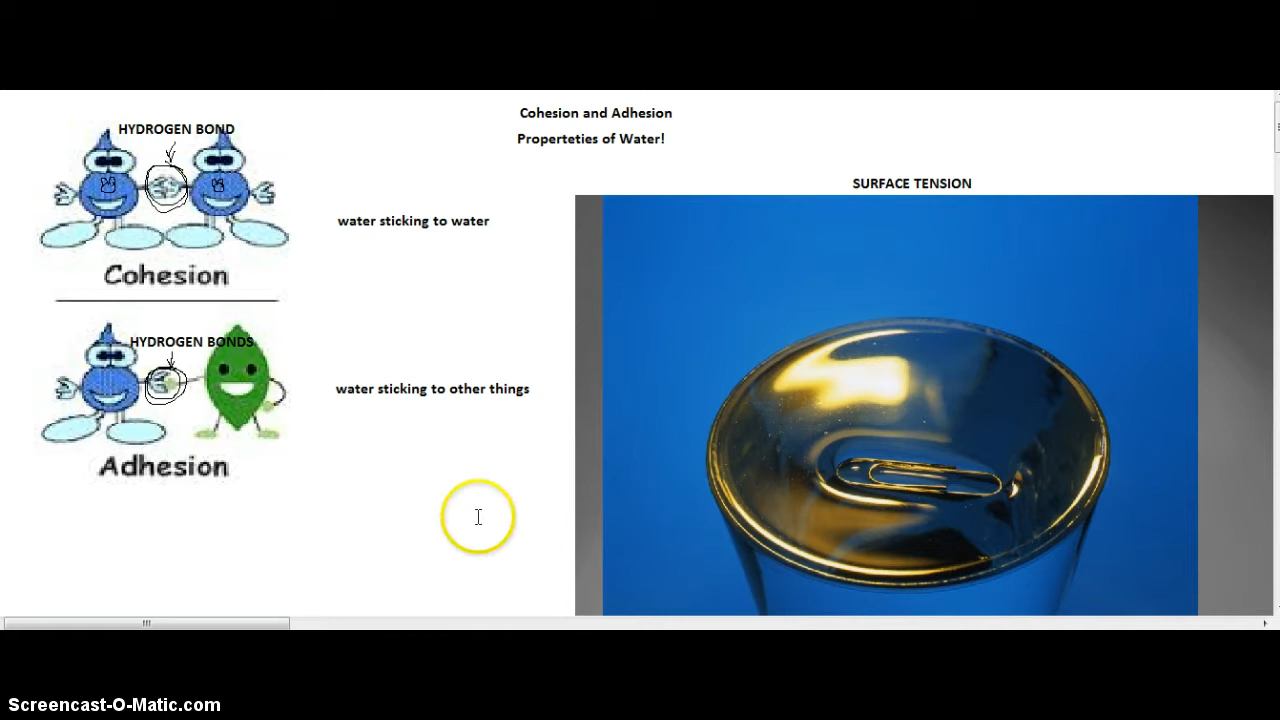 Cohesion and Adhesion
Properteties of Water!
HYDROGEN BOND
water sticking to water
Cohesion
HYDROGEN BONDS
water sticking to other things
Adhesion
SURFACE TENSION
Screencast-O-Matic.com